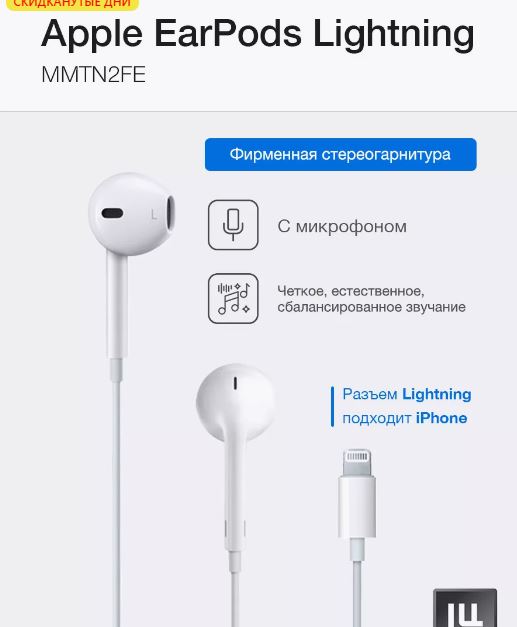 СКИДКАНУТЫЕ ДНИ
Apple EarPods Lightning
MMTN2FE
Фирменная стереогарнитура
L
С микрофоном
Четкое, естественное,
сбалансированное звучание
Разъем Lightning
подходит iPhone